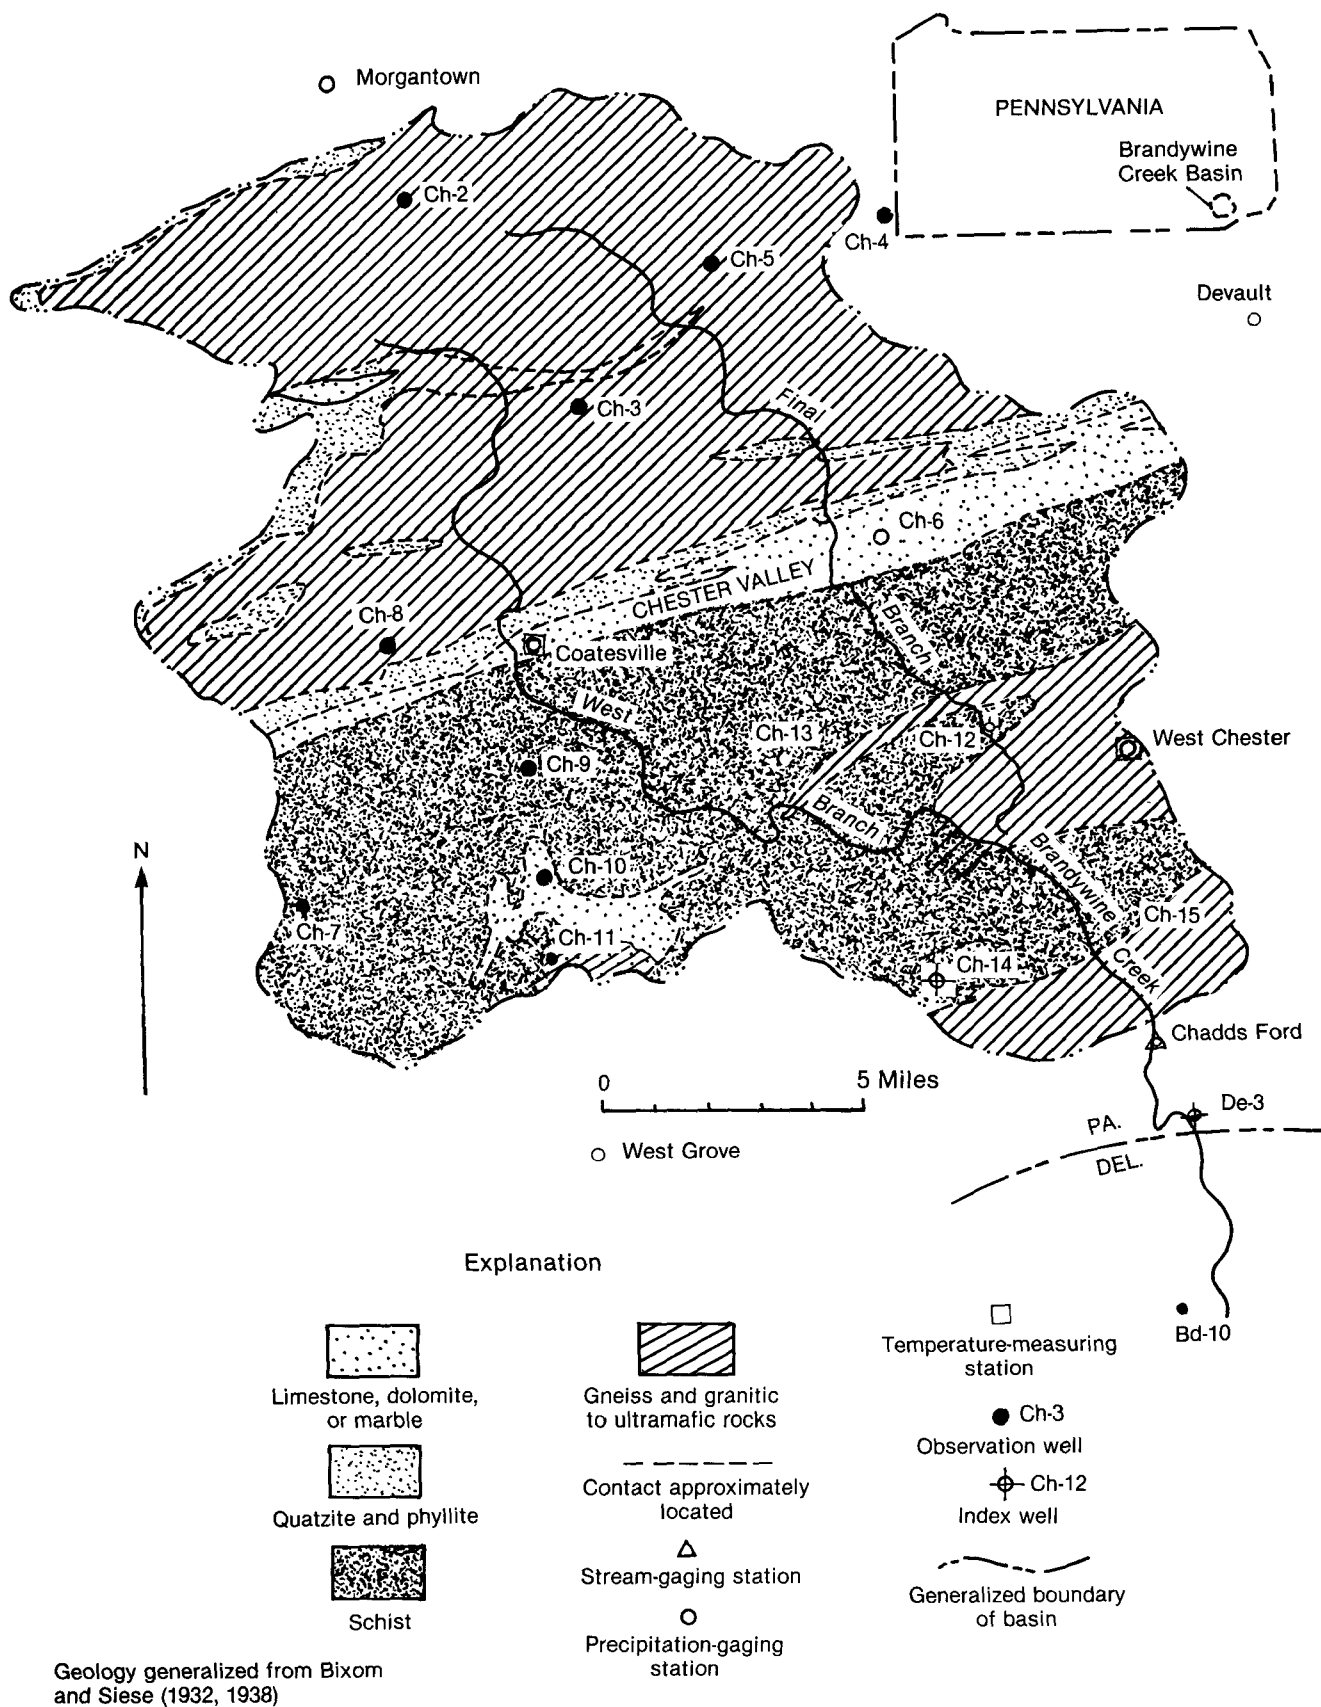 Morgantown
PENNSYLVANIA
Brandywine
Creek Basin
Ch-2
Ch-4
Ch-5
Devault
Ch-3
Final
Ch-6
CHESTER VALLEY
Ch-8
Coatesville
Branch
West
Ch-13
Ch-12
West Chester
Ch-9
Branch
Brandywine
N
Ch-10
Ch-7
Ch-11
Ch-15
Ch-14
Creek
Chadds Ford
0
5 Miles
De-3
PA.
West Grove
DEL.
Explanation
Bd-10
Limestone, dolomite,
or marble
Quatzite and phyllite
Schist
Gneiss and granitic
to ultramafic rocks
Contact approximately
located
Stream-gaging station
Precipitation-gaging
station
Temperature-measuring
station
Ch-3
Observation well
Ch-12
Index well
Generalized boundary
of basin
Geology generalized from Bixom
and Siese (1932, 1938)